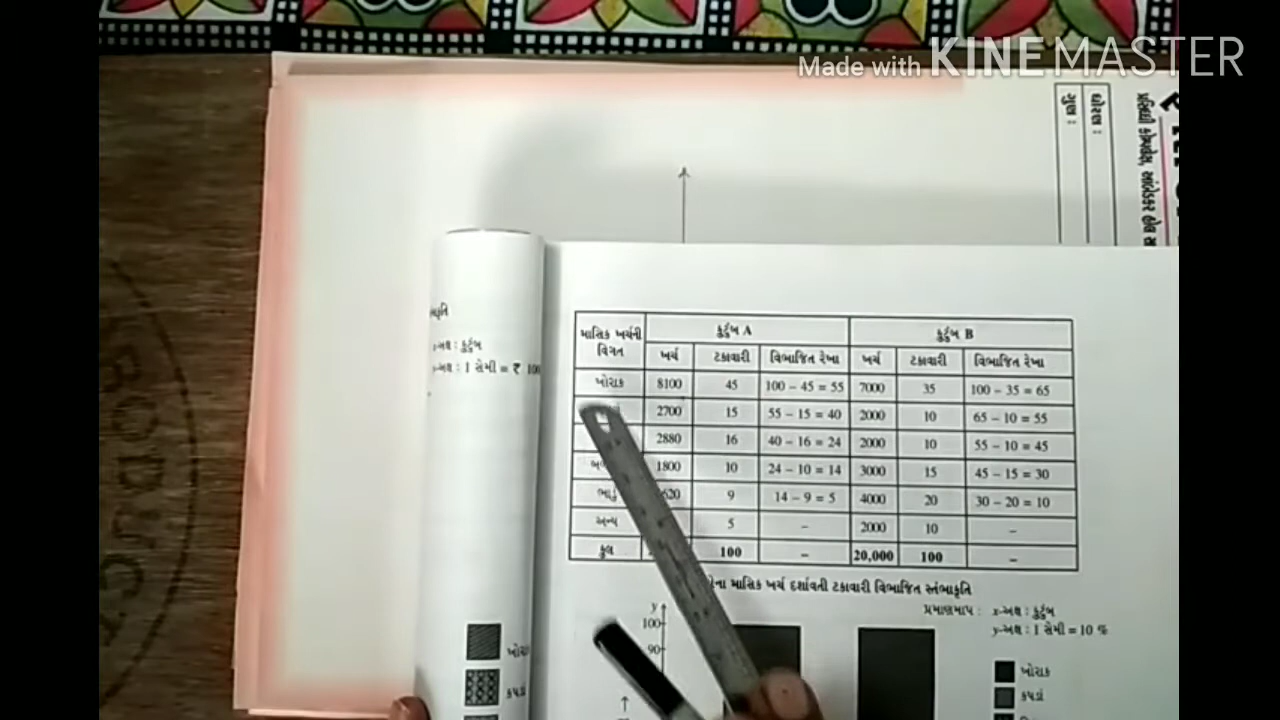 Made with KINEMASTER
ધોરણ :
ગુણ :
x-અક્ષ : કુટુંબ
1 સેમી = ₹ 100
માસિક ખર્ચની વિગત કુટુંબ A કુટુંબ B
ખર્ચ ટકાવારી વિભાજિત રેખા ખર્ચ ટકાવારી વિભાજિત રેખા
ખોરાક 8100 45 100 – 45 = 55 7000 35 100 – 35 = 65
2700 15 55 – 15 = 40 2000 10 65 – 10 = 55
2880 16 40 – 16 = 24 2000 10 55 – 10 = 45
1800 10 24 – 10 = 14 3000 15 45 – 15 = 30
ભાડું 9 14 – 9 = 5 4000 20 30 – 20 = 10
અન્ય 5 – 2000 10 –
કુલ 100 – 20,000 100 –
માસિક ખર્ચ દર્શાવતી ટકાવારી વિભાજિત સ્તંભાકૃતિ
પ્રમાણમાપ : x-અક્ષ : કુટુંબ
y-અક્ષ : 1 સેમી = 10 %
y
100
90
ખોરાક
કપડાં
કપડાં